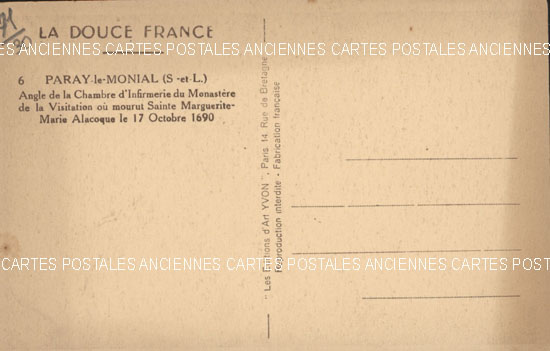 71
LA DOUCE FRANCE
CARTES POSTALES ANCIENNES CARTES POSTALES ANCIENNES CARTES POSTALES
6 PARAY-le-MONIAL (S.-et-L.)
Angle de la Chambre d'Infirmerie du Monastère
de la Visitation où mourut Sainte Marguerite-
Marie Alacoque le 17 Octobre 1690
"Les Editions d'Art YVON", Paris, 14, Rue de Bretagne
Reproduction interdite - Fabrication française
CARTES POSTALES ANCIENNES CARTES POSTALES ANCIENNES CARTES POSTALES